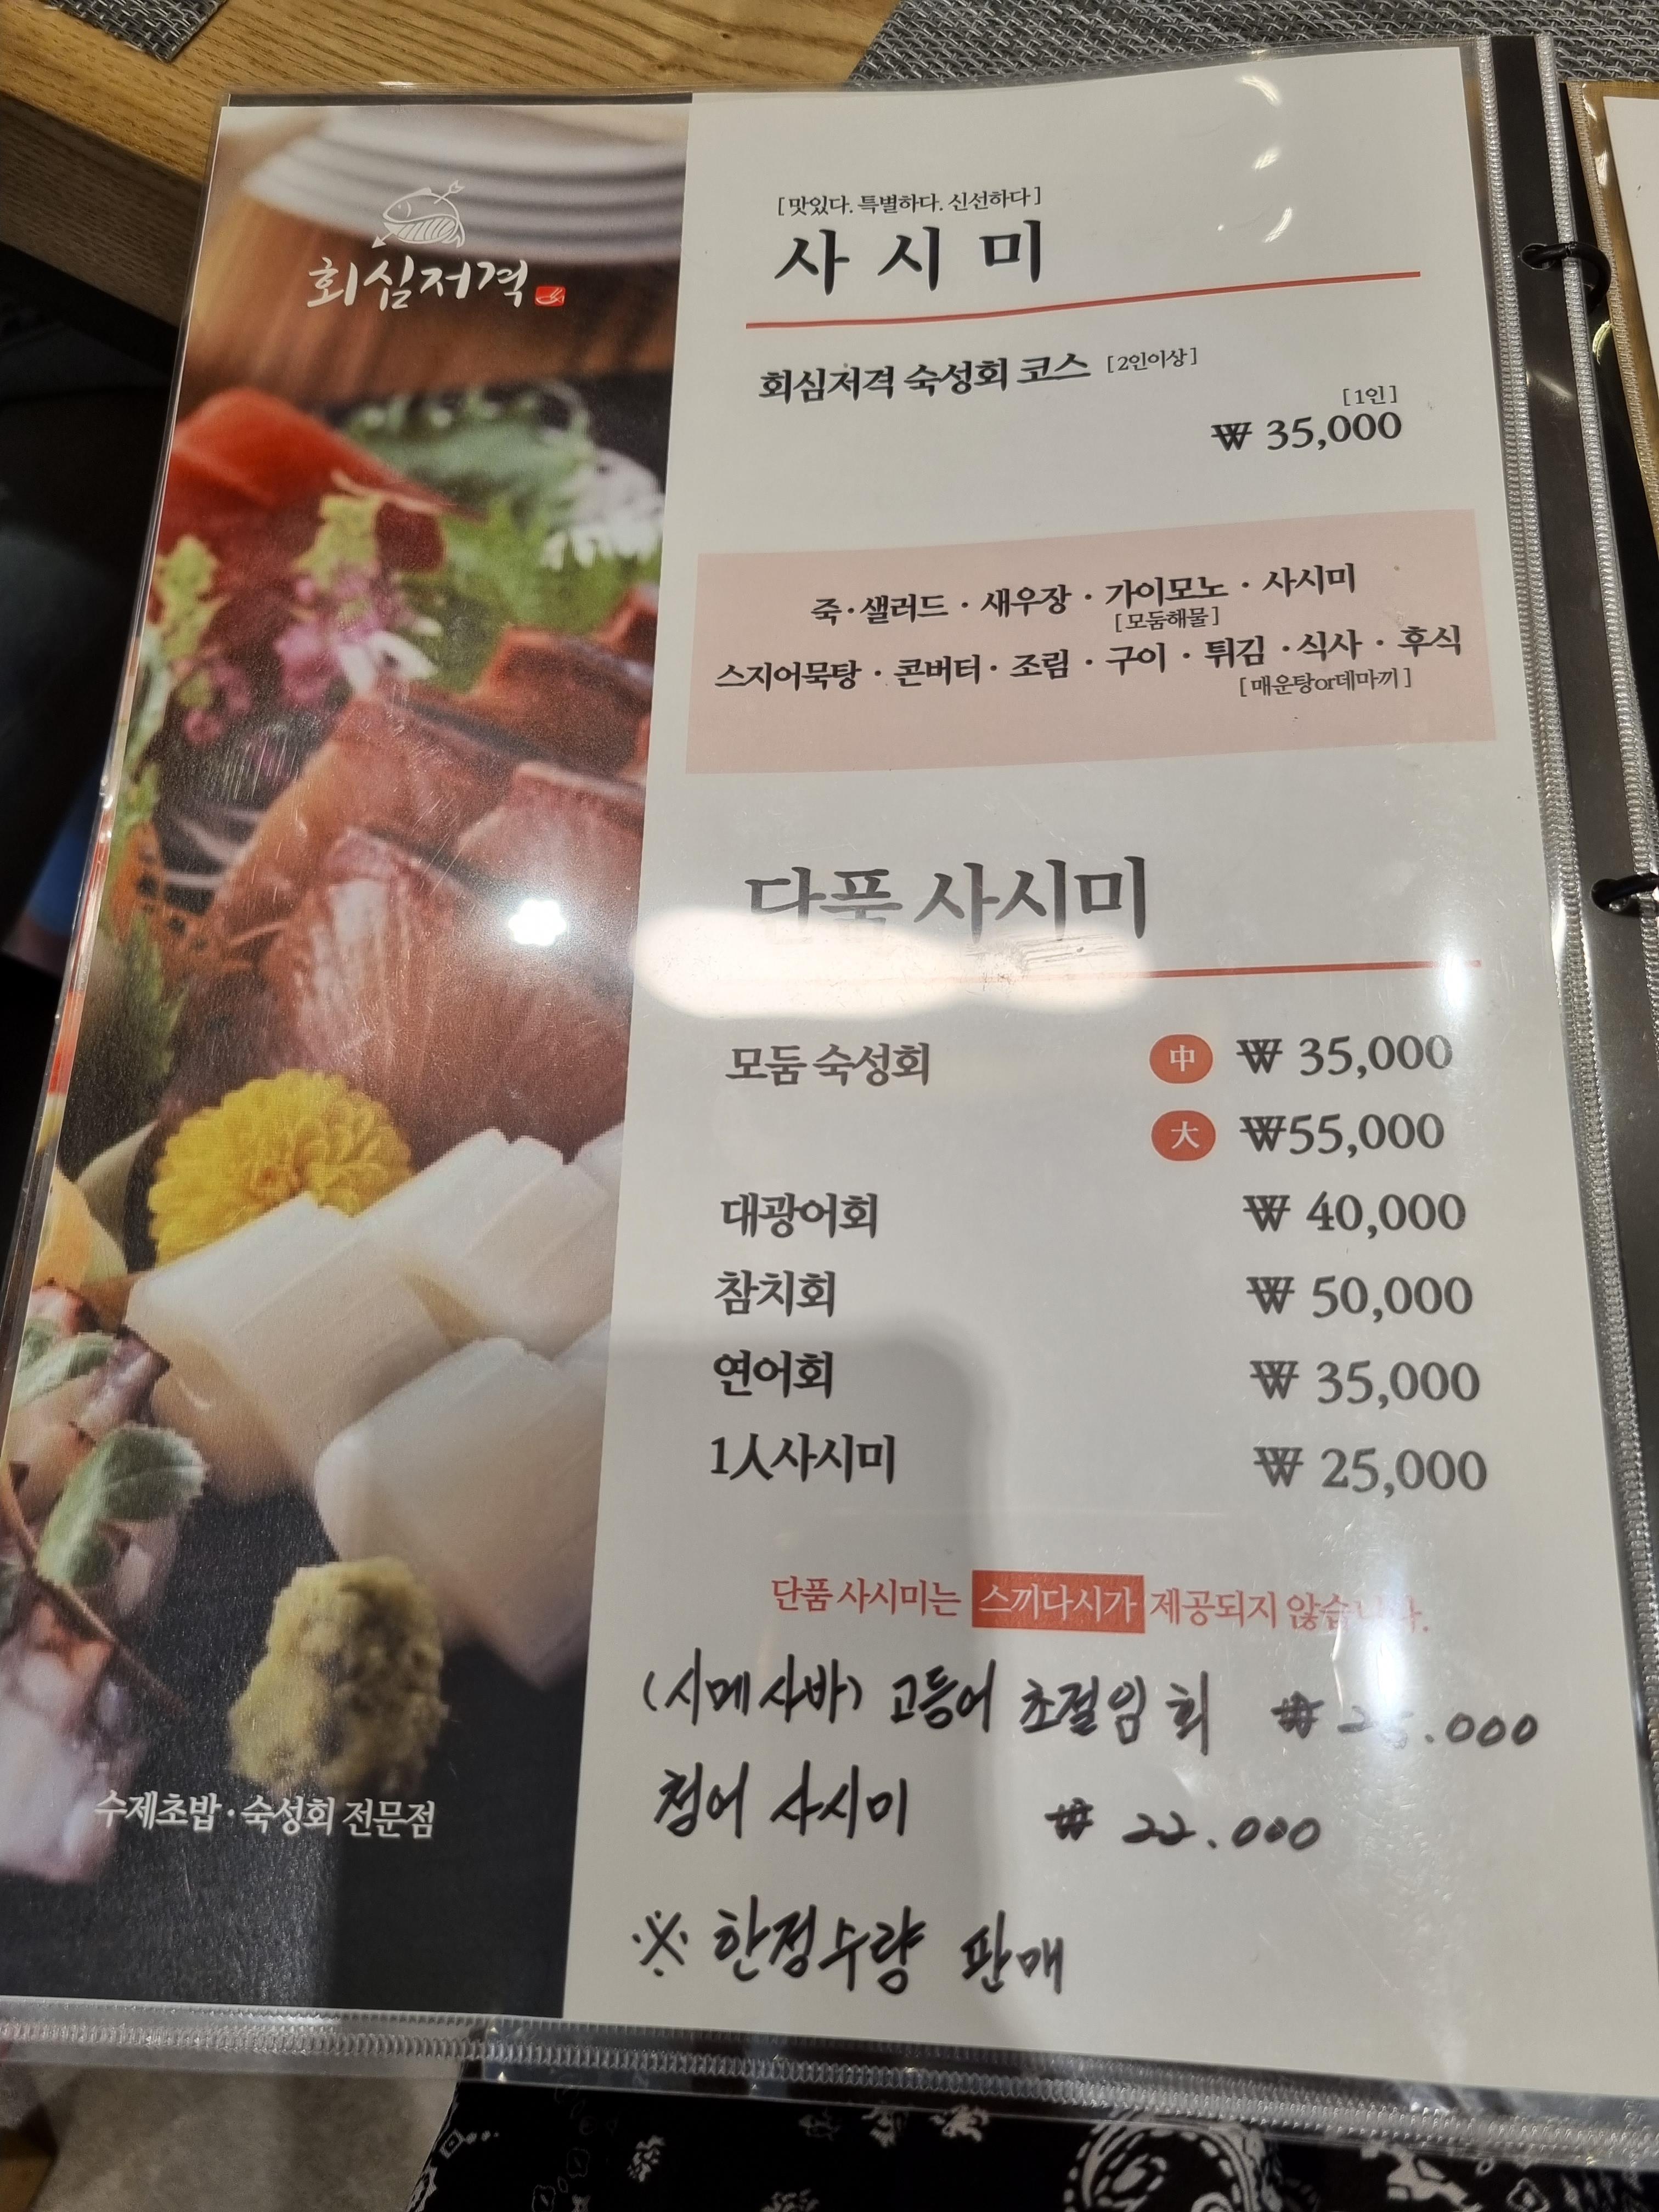 회심저격
[맛있다. 특별하다. 신선하다]
사시미
회심저격 숙성회 코스 [2인이상]
[1인]
₩ 35,000
죽 · 샐러드 · 새우장 · 가이모노 · 사시미
[모둠해물]
스지어묵탕 · 콘버터 · 조림 · 구이 · 튀김 · 식사 · 후식
[매운탕or데마끼]
단품 사시미
모둠 숙성회 中 ₩ 35,000
大 ₩55,000
대광어회 ₩ 40,000
참치회 ₩ 50,000
연어회 ₩ 35,000
1人사시미 ₩ 25,000
단품 사시미는 스끼다시가 제공되지 않습니다.
(시메사바) 고등어 초절임 회 ₩
청어 사시미 ₩ 22.000
※ 한정수량 판매
수제초밥 · 숙성회 전문점